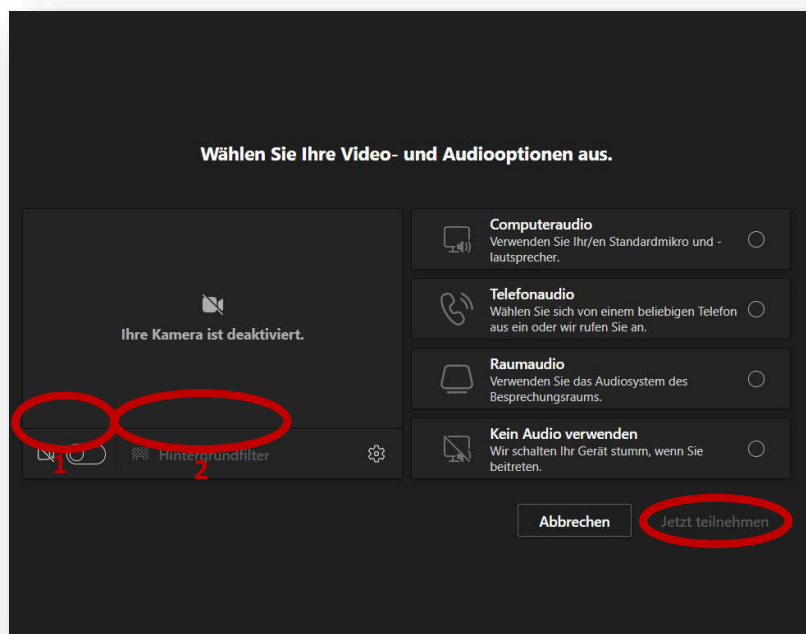 Wählen Sie Ihre Video- und Audiooptionen aus.
Ihre Kamera ist deaktiviert.
1
Hintergrundfilter
2
Computeraudio
Verwenden Sie Ihr/en Standardmikro und -
lautsprecher.
Telefonaudio
Wählen Sie sich von einem beliebigen Telefon
aus ein oder wir rufen Sie an.
Raumaudio
Verwenden Sie das Audiosystem des
Besprechungsraums.
Kein Audio verwenden
Wir schalten Ihr Gerät stumm, wenn Sie
beitreten.
Abbrechen
Jetzt teilnehmen